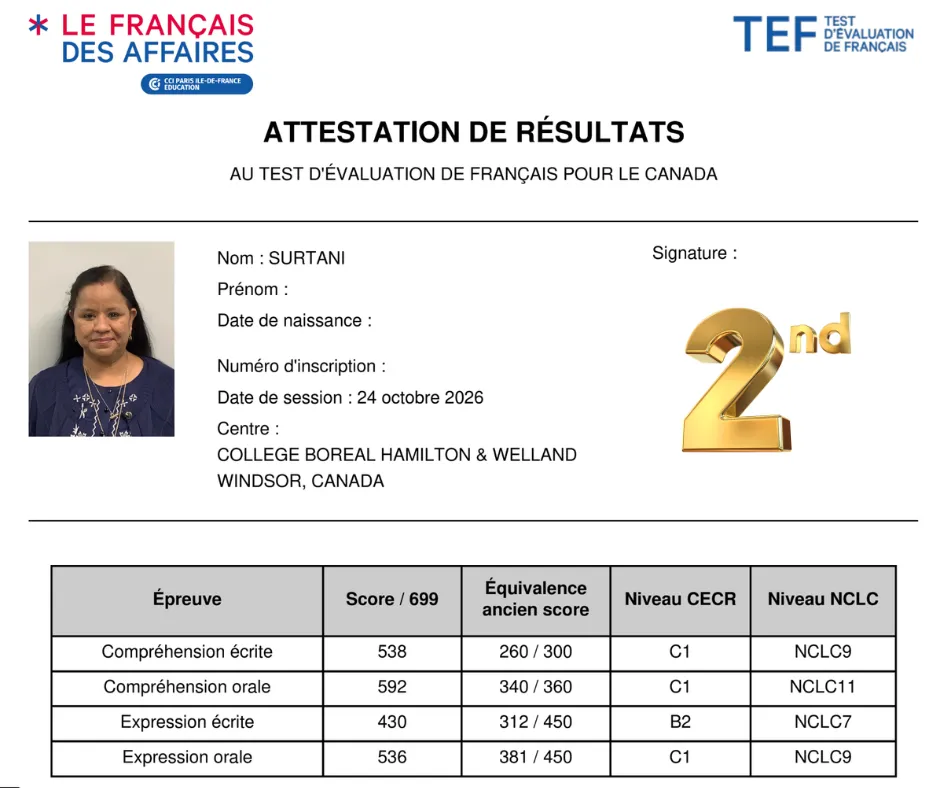 LE FRANÇAIS
DES AFFAIRES
CCI PARIS ILE-DE-FRANCE
EDUCATION
TEF TEST
D'ÉVALUATION
DE FRANÇAIS
ATTESTATION DE RÉSULTATS
AU TEST D'ÉVALUATION DE FRANÇAIS POUR LE CANADA
Nom : SURTANI
Prénom :
Date de naissance :
Numéro d'inscription :
Date de session : 24 octobre 2026
Centre :
COLLEGE BOREAL HAMILTON & WELLAND
WINDSOR, CANADA
Signature :
2nd
Épreuve Score / 699 Équivalence ancien score Niveau CECR Niveau NCLC
Compréhension écrite 538 260 / 300 C1 NCLC9
Compréhension orale 592 340 / 360 C1 NCLC11
Expression écrite 430 312 / 450 B2 NCLC7
Expression orale 536 381 / 450 C1 NCLC9